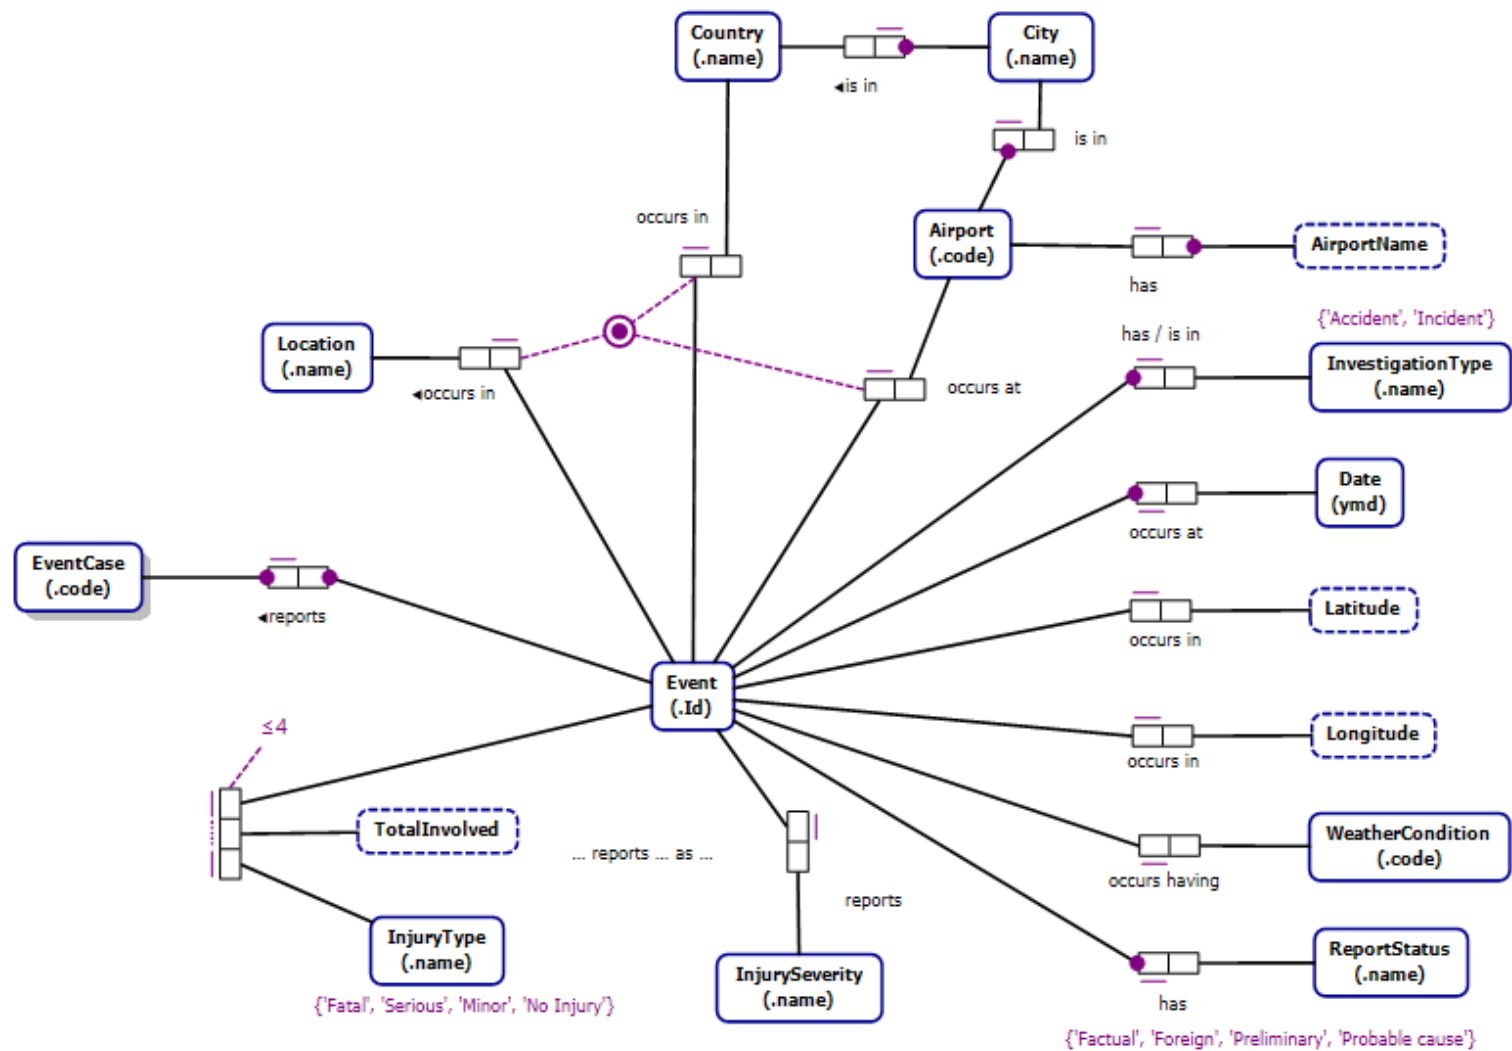 Country
(.name)
City
(.name)
◄is in
is in
occurs in
Airport
(.code)
AirportName
has
{'Accident', 'Incident'}
has / is in
Location
(.name)
InvestigationType
(.name)
◄occurs in
occurs at
Date
(ymd)
occurs at
EventCase
(.code)
◄reports
Latitude
occurs in
Event
(.Id)
≤4
Longitude
occurs in
TotalInvolved
... reports ... as ...
WeatherCondition
(.code)
occurs having
reports
InjuryType
(.name)
{'Fatal', 'Serious', 'Minor', 'No Injury'}
InjurySeverity
(.name)
ReportStatus
(.name)
has
{'Factual', 'Foreign', 'Preliminary', 'Probable cause'}